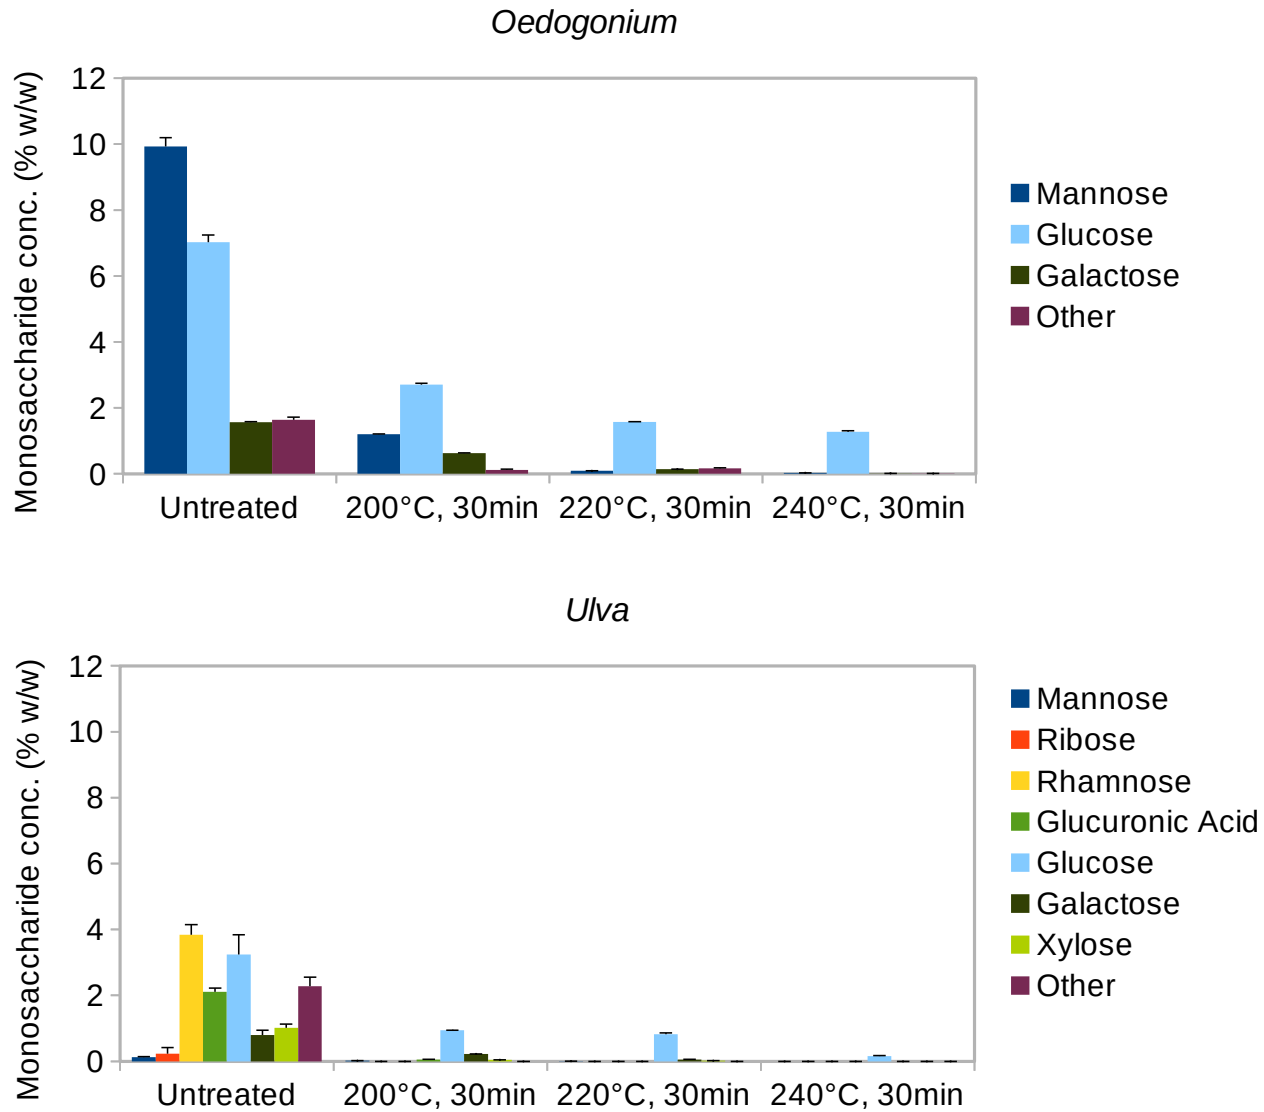 Oedogonium
Monosaccharide conc. (% w/w)
12
10
8
6
4
2
0
Untreated
200°C, 30min
220°C, 30min
240°C, 30min
Mannose
Glucose
Galactose
Other
Ulva
Monosaccharide conc. (% w/w)
12
10
8
6
4
2
0
Untreated
200°C, 30min
220°C, 30min
240°C, 30min
Mannose
Ribose
Rhamnose
Glucuronic Acid
Glucose
Galactose
Xylose
Other